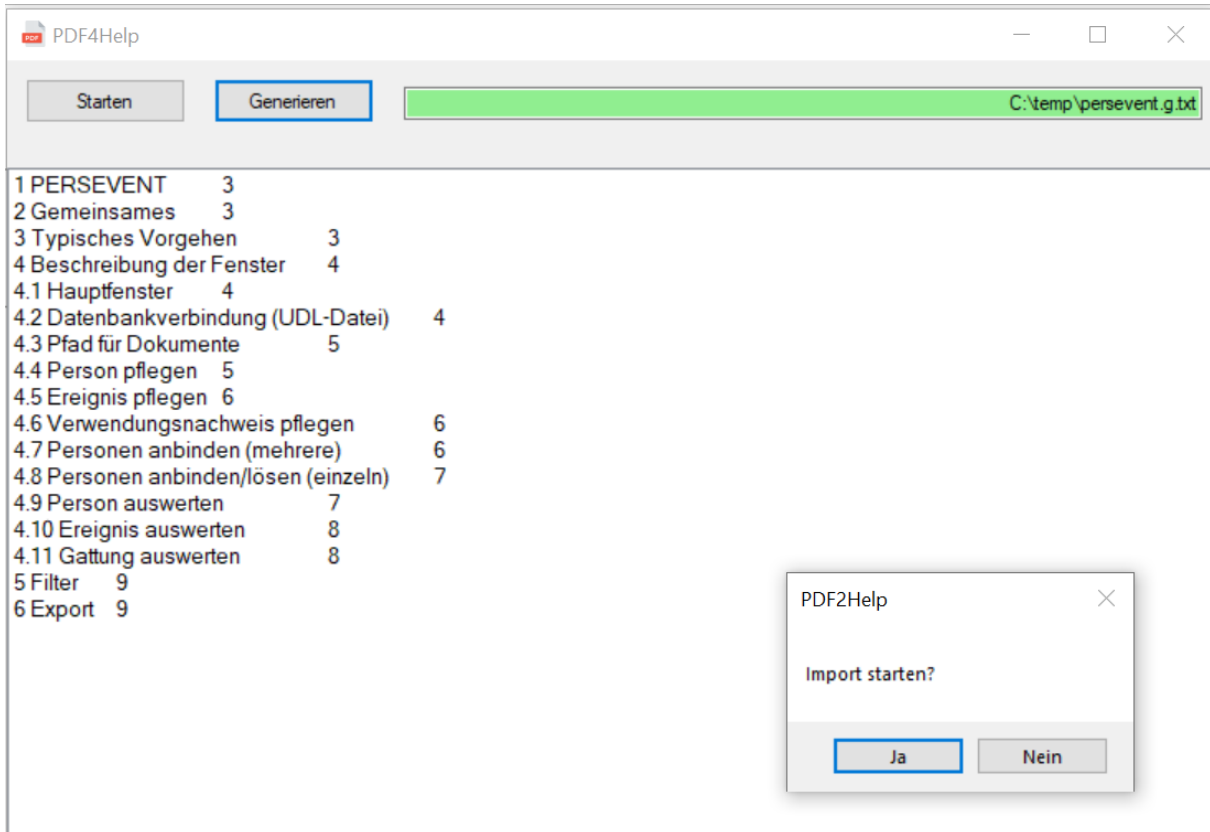 PDF4Help
Starten Generieren C:\temp\persevent.g.txt
1 PERSEVENT 3
2 Gemeinsames 3
3 Typisches Vorgehen 3
4 Beschreibung der Fenster 4
4.1 Hauptfenster 4
4.2 Datenbankverbindung (UDL-Datei) 4
4.3 Pfad für Dokumente 5
4.4 Person pflegen 5
4.5 Ereignis pflegen 6
4.6 Verwendungsnachweis pflegen 6
4.7 Personen anbinden (mehrere) 6
4.8 Personen anbinden/lösen (einzeln) 7
4.9 Person auswerten 7
4.10 Ereignis auswerten 8
4.11 Gattung auswerten 8
5 Filter 9
6 Export 9
PDF2Help
Import starten?
Ja Nein